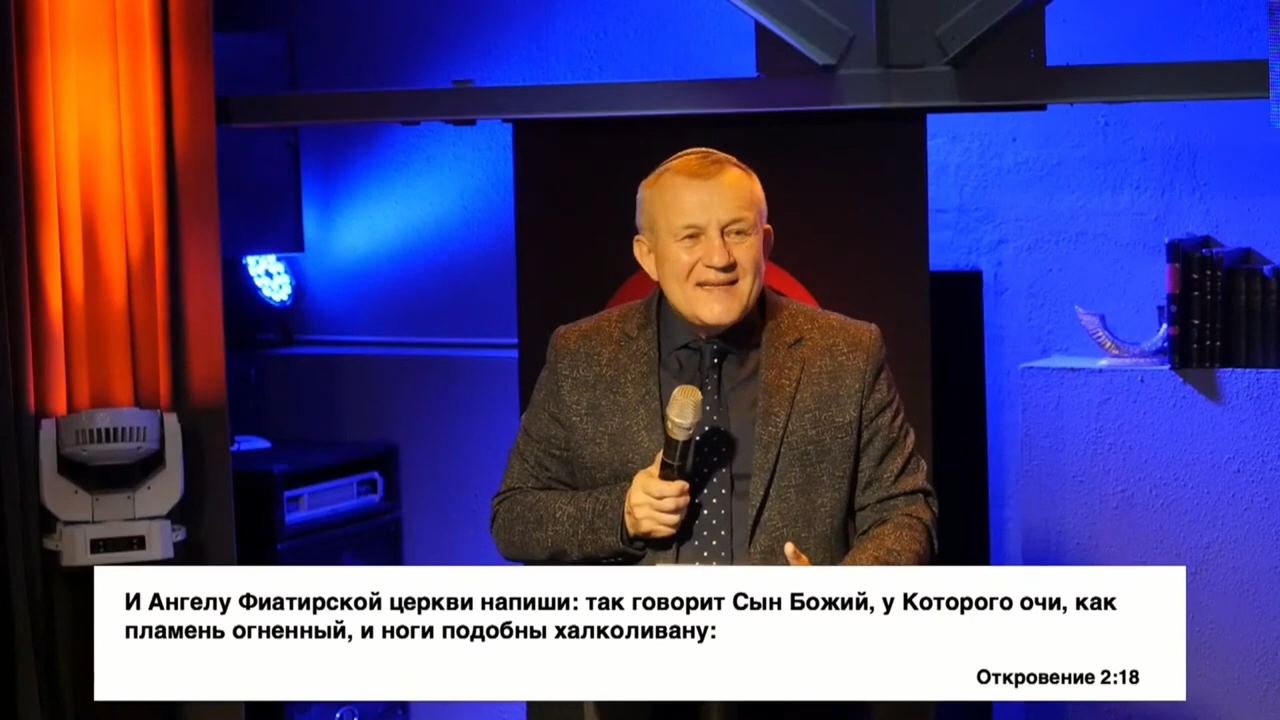 И Ангелу Фиатирской церкви напиши: так говорит Сын Божий, у Которого очи, как
пламень огненный, и ноги подобны халколивану:
Откровение 2:18